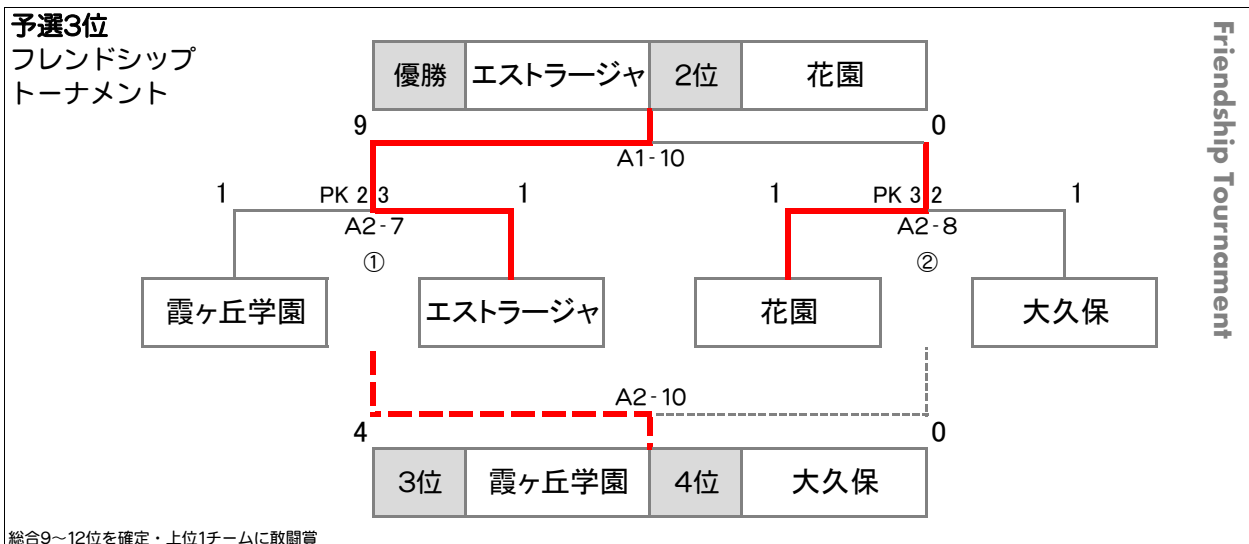 予選3位
フレンドシップ
トーナメント
Friendship Tournament
優勝 エストラージャ 2位 花園
9 0
A1-10
1 PK 2 3 1 1 PK 3 2 1
A2-7 A2-8
① ②
霞ヶ丘学園 エストラージャ 花園 大久保
A2-10
4 0
3位 霞ヶ丘学園 4位 大久保
総合9～12位を確定・上位1チームに敢闘賞